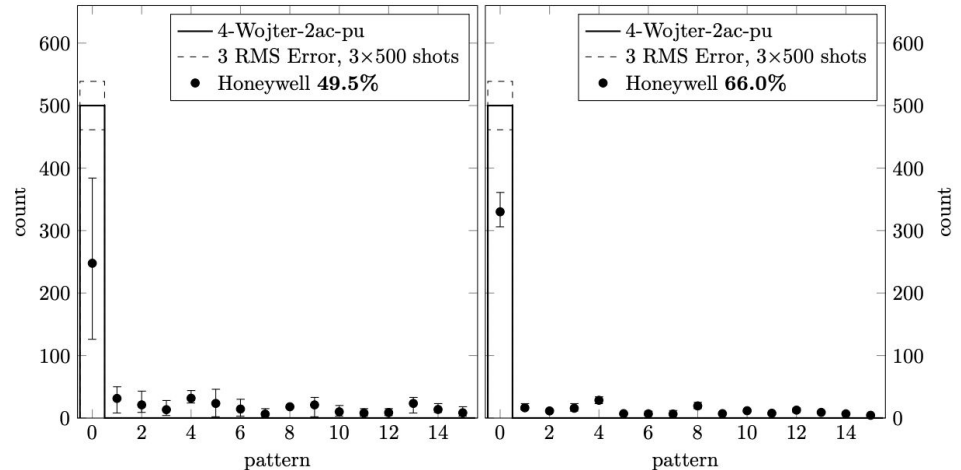 4-Wojter-2ac-pu
3 RMS Error, 3×500 shots
Honeywell 49.5%
600
500
400
300
200
100
0
count
0 2 4 6 8 10 12 14
pattern
4-Wojter-2ac-pu
3 RMS Error, 3×500 shots
Honeywell 66.0%
600
500
400
300
200
100
0
count
0 2 4 6 8 10 12 14
pattern